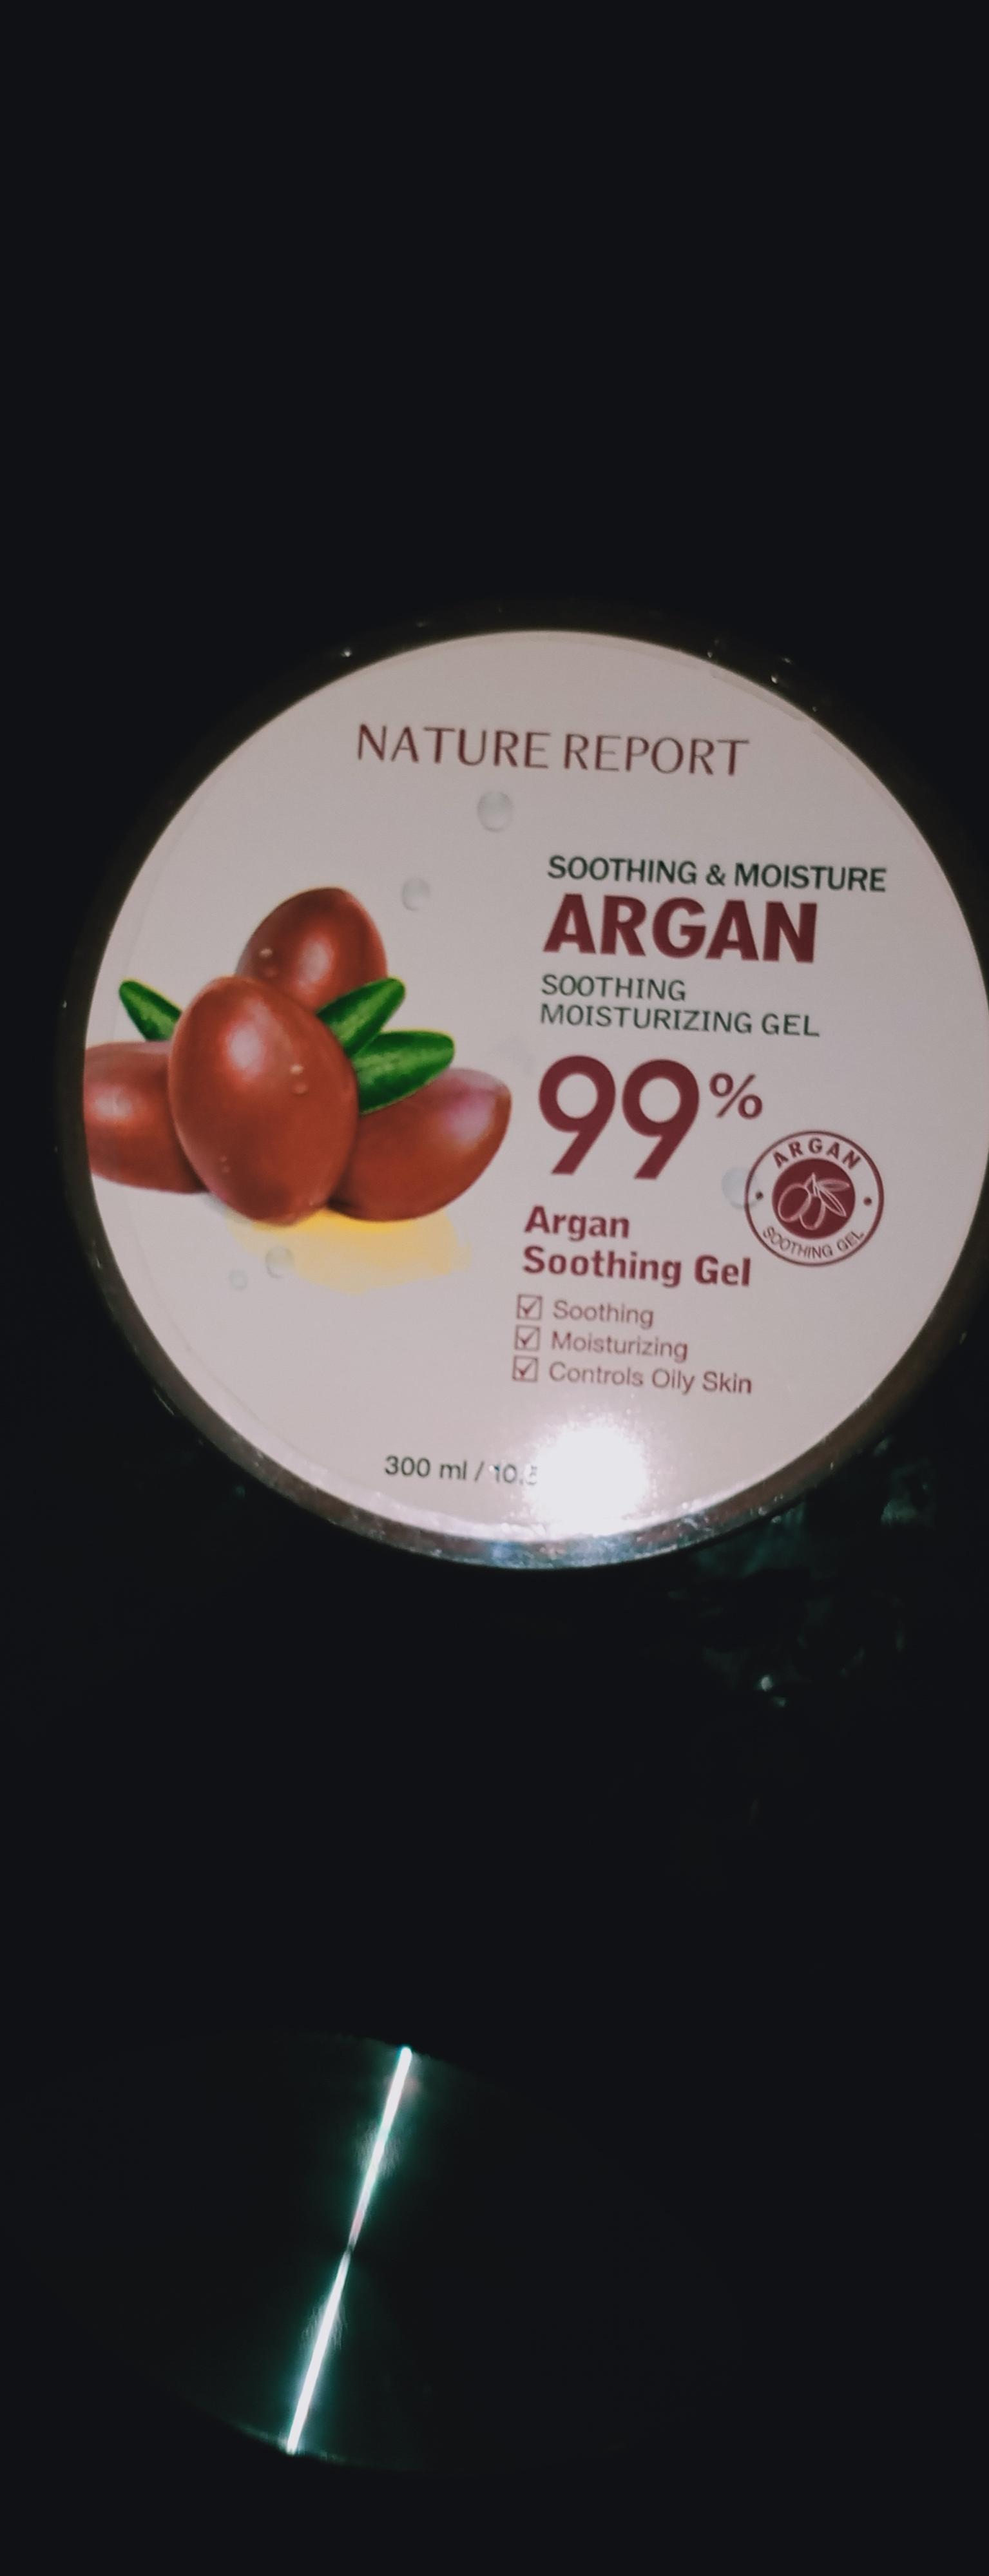 NATURE REPORT
SOOTHING & MOISTURE
ARGAN
SOOTHING
MOISTURIZING GEL
99%
ARGAN
SOOTHING GEL
Argan
Soothing Gel
Soothing
Moisturizing
Controls Oily Skin
300 ml /